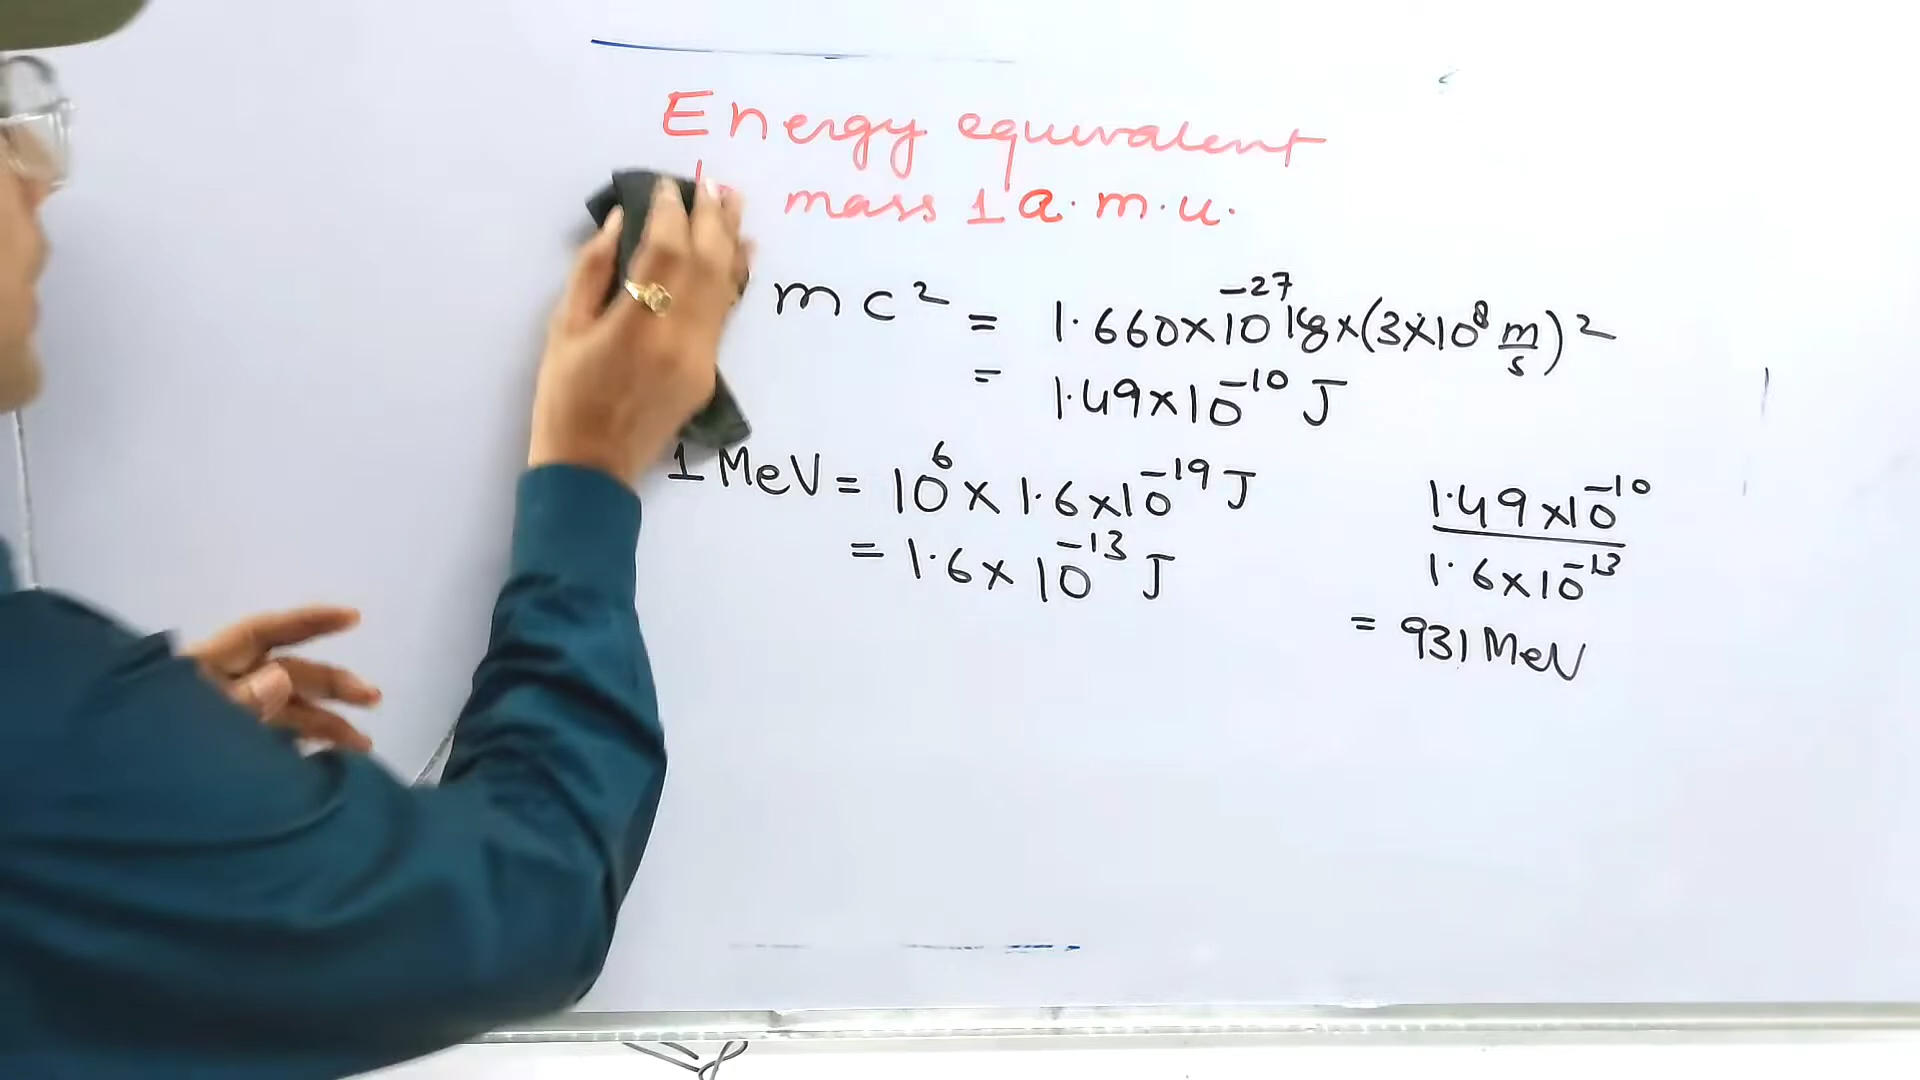 Energy equivalent
mass 1 a.m.u.
mc² = 1.660×10⁻²⁷kg×(3×10⁸ m/s)²
= 1.49×10⁻¹⁰ J
1 MeV = 10⁶ × 1.6×10⁻¹⁹ J
= 1.6× 10⁻¹³ J
1.49×10⁻¹⁰
1.6×10⁻¹³
= 931 MeV